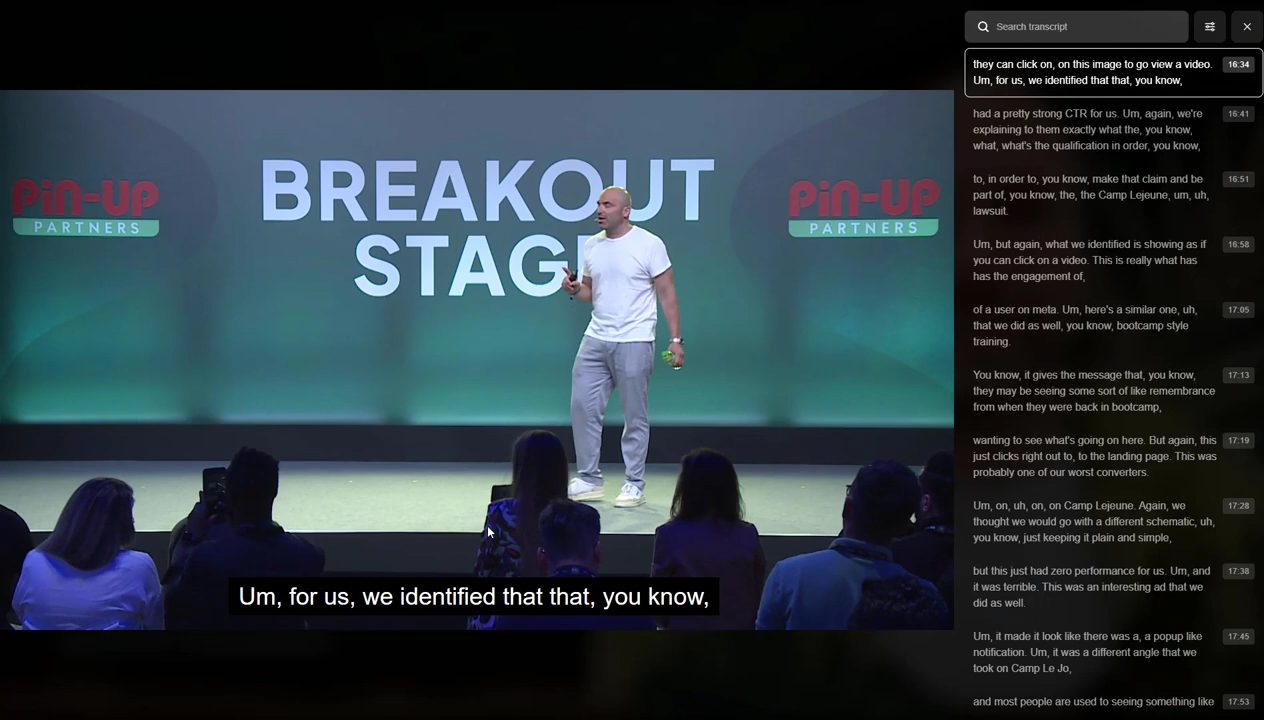 PIN-UP
PARTNERS
BREAKOUT
STAG
PIN-UP
PARTNERS
Um, for us, we identified that that, you know,
Search transcript
they can click on, on this image to go view a video.
Um, for us, we identified that that, you know,
16:34
had a pretty strong CTR for us. Um, again, we're
explaining to them exactly what the, you know,
what, what's the qualification in order, you know,
16:41
to, in order to, you know, make that claim and be
part of, you know, the, the Camp Lejeune, um, uh,
lawsuit.
16:51
Um, but again, what we identified is showing as if
you can click on a video. This is really what has
has the engagement of,
16:58
of a user on meta. Um, here's a similar one, uh,
that we did as well, you know, bootcamp style
training.
17:05
You know, it gives the message that, you know,
they may be seeing some sort of like remembrance
from when they were back in bootcamp,
17:13
wanting to see what's going on here. But again, this
just clicks right out to, to the landing page. This was
probably one of our worst converters.
17:19
Um, on, uh, on, on Camp Lejeune. Again, we
thought we would go with a different schematic, uh,
you know, just keeping it plain and simple,
17:28
but this just had zero performance for us. Um, and
it was terrible. This was an interesting ad that we
did as well.
17:38
Um, it made it look like there was a, a popup like
notification. Um, it was a different angle that we
took on Camp Le Jo,
17:45
and most people are used to seeing something like
17:53